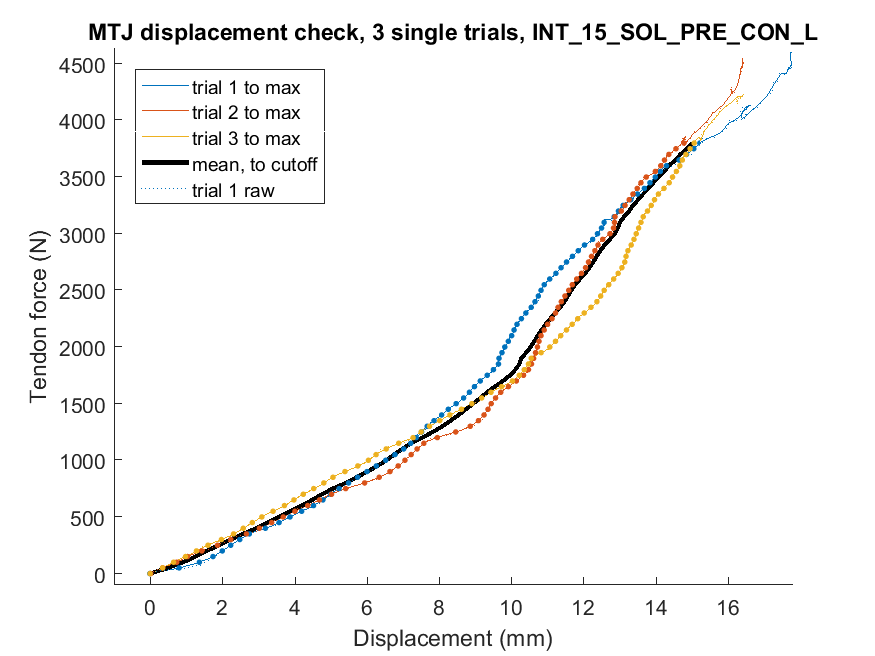 MTJ displacement check, 3 single trials, INT_15_SOL_PRE_CON_L
4500
4000
3500
3000
2500
2000
1500
1000
500
0
Tendon force (N)
trial 1 to max
trial 2 to max
trial 3 to max
mean, to cutoff
trial 1 raw
0 2 4 6 8 10 12 14 16
Displacement (mm)